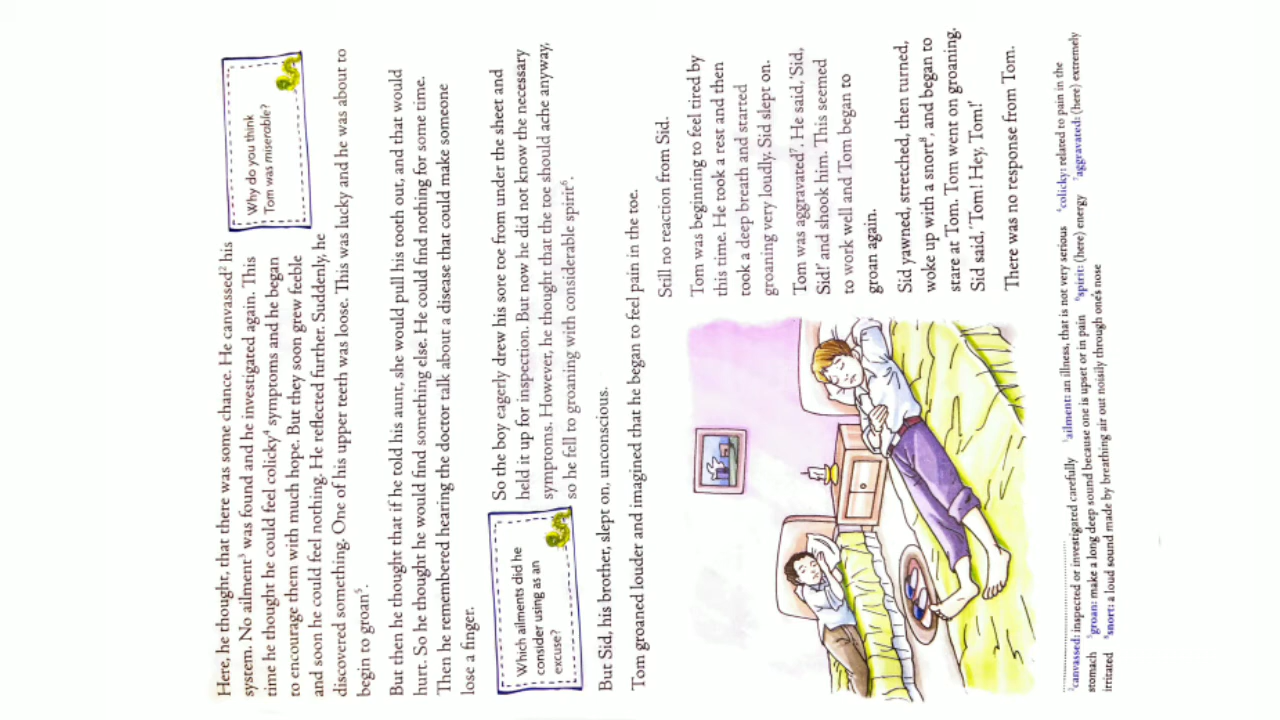 Here, he thought, that there was some chance. He canvassed² his
system. No ailment³ was found and he investigated again. This
time he thought he could feel colicky⁴ symptoms and he began
to encourage them with much hope. But they soon grew feeble
and soon he could feel nothing. He reflected further. Suddenly, he
discovered something. One of his upper teeth was loose. This was lucky and he was about to
begin to groan⁵.
Why do you think
Tom was miserable?
But then he thought that if he told his aunt, she would pull his tooth out, and that would
hurt. So he thought he would find something else. He could find nothing for some time.
Then he remembered hearing the doctor talk about a disease that could make someone
lose a finger.
Which ailments did he
consider using as an
excuse?
So the boy eagerly drew his sore toe from under the sheet and
held it up for inspection. But now he did not know the necessary
symptoms. However, he thought that the toe should ache anyway,
so he fell to groaning with considerable spirit⁶.
But Sid, his brother, slept on, unconscious.
Tom groaned louder and imagined that he began to feel pain in the toe.
Still no reaction from Sid.
Tom was beginning to feel tired by
this time. He took a rest and then
took a deep breath and started
groaning very loudly. Sid slept on.
Tom was aggravated⁷. He said, 'Sid,
Sid!' and shook him. This seemed
to work well and Tom began to
groan again.
Sid yawned, stretched, then turned,
woke up with a snort⁸, and began to
stare at Tom. Tom went on groaning.
Sid said, 'Tom! Hey, Tom!'
There was no response from Tom.
²canvassed: inspected or investigated carefully ³ailment: an illness, that is not very serious ⁴colicky: related to pain in the
stomach ⁵groan: make a long deep sound because one is upset or in pain ⁶spirit: (here) energy ⁷aggravated: (here) extremely
irritated ⁸snort: a loud sound made by breathing air out noisily through one's nose